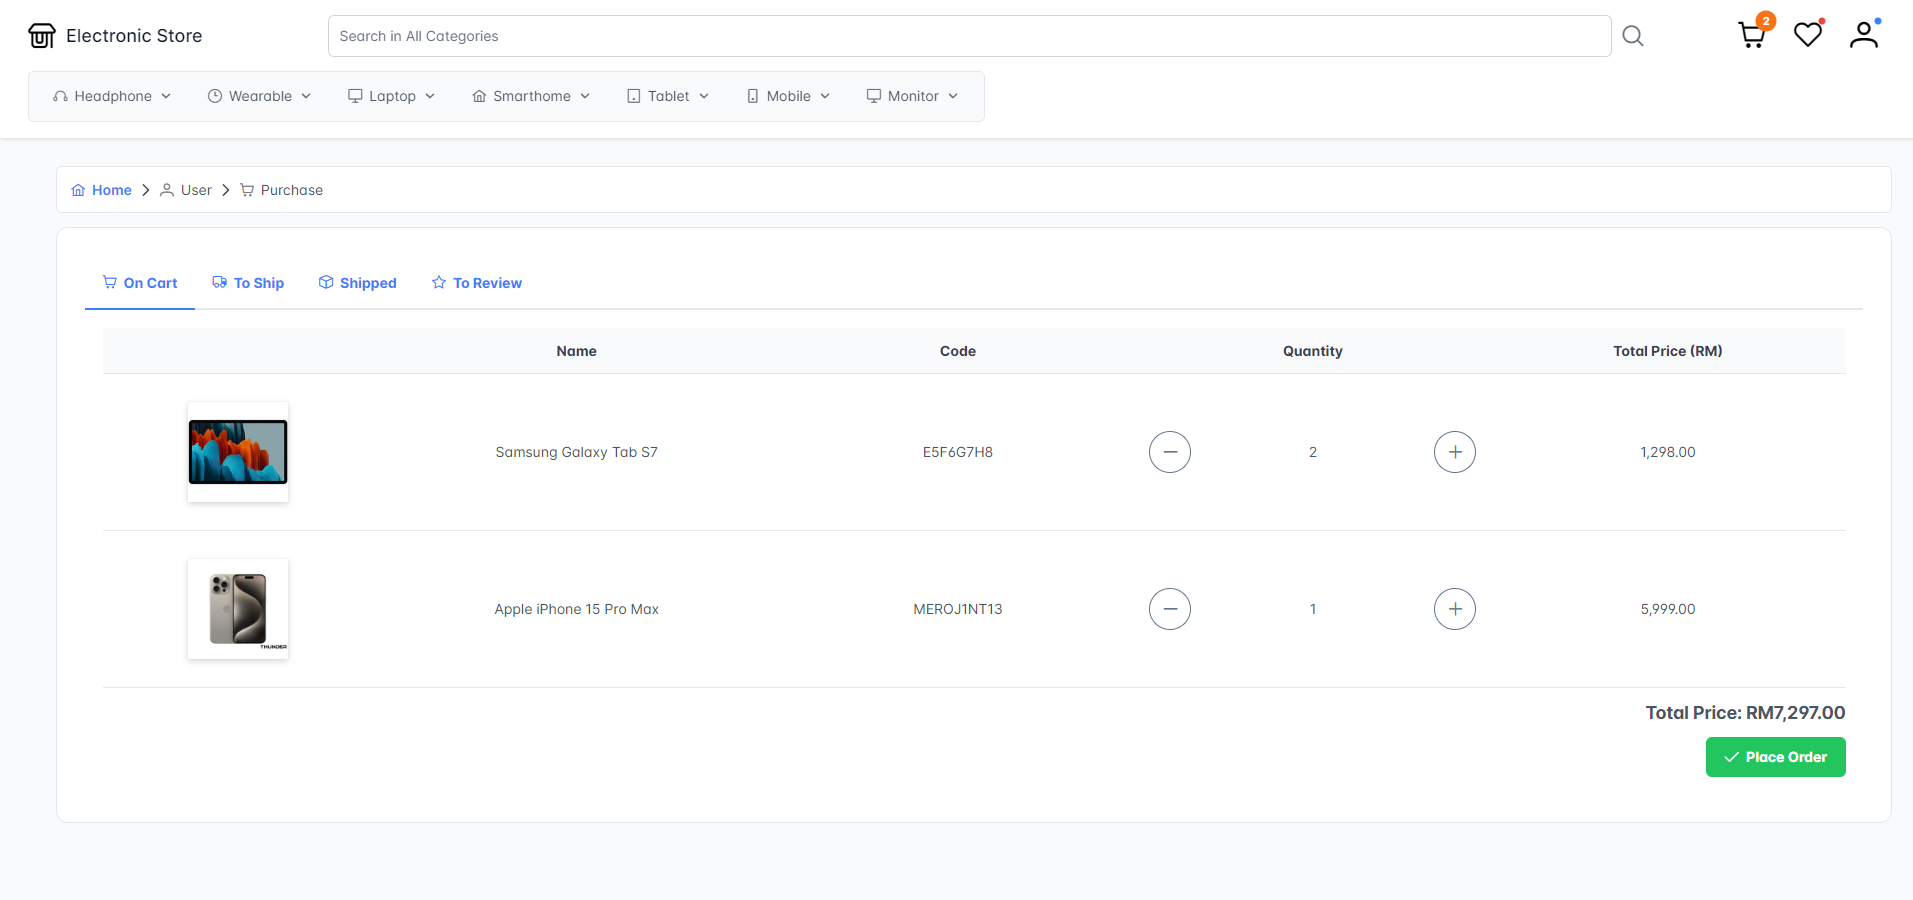 Electronic Store
Search in All Categories
2
Headphone Wearable Laptop Smarthome Tablet Mobile Monitor
Home User Purchase
On Cart To Ship Shipped To Review
Name Code Quantity Total Price (RM)
Samsung Galaxy Tab S7 E5F6G7H8 2 1,298.00
Apple iPhone 15 Pro Max MEROJ1NT13 1 5,999.00
THUNDER
Total Price: RM7,297.00
Place Order